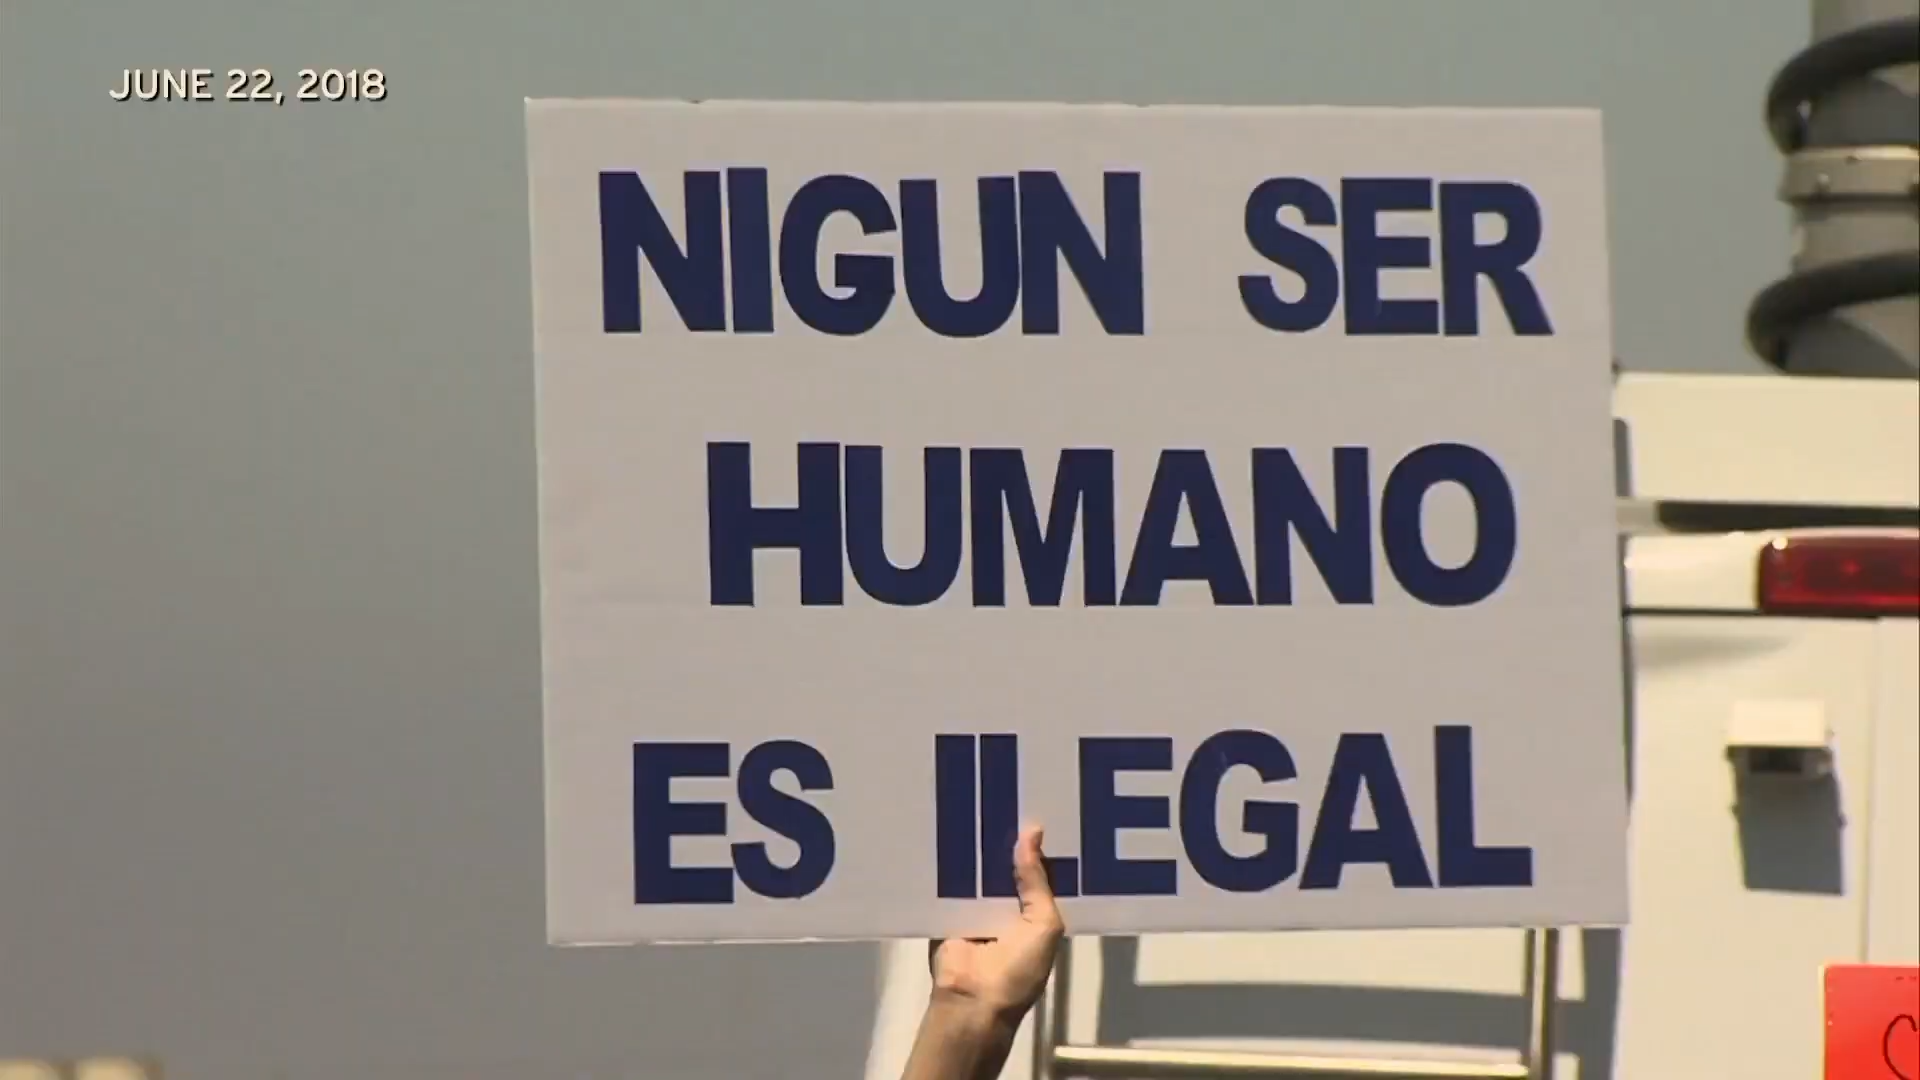 JUNE 22, 2018
NIGUN SER
HUMANO
ES ILEGAL